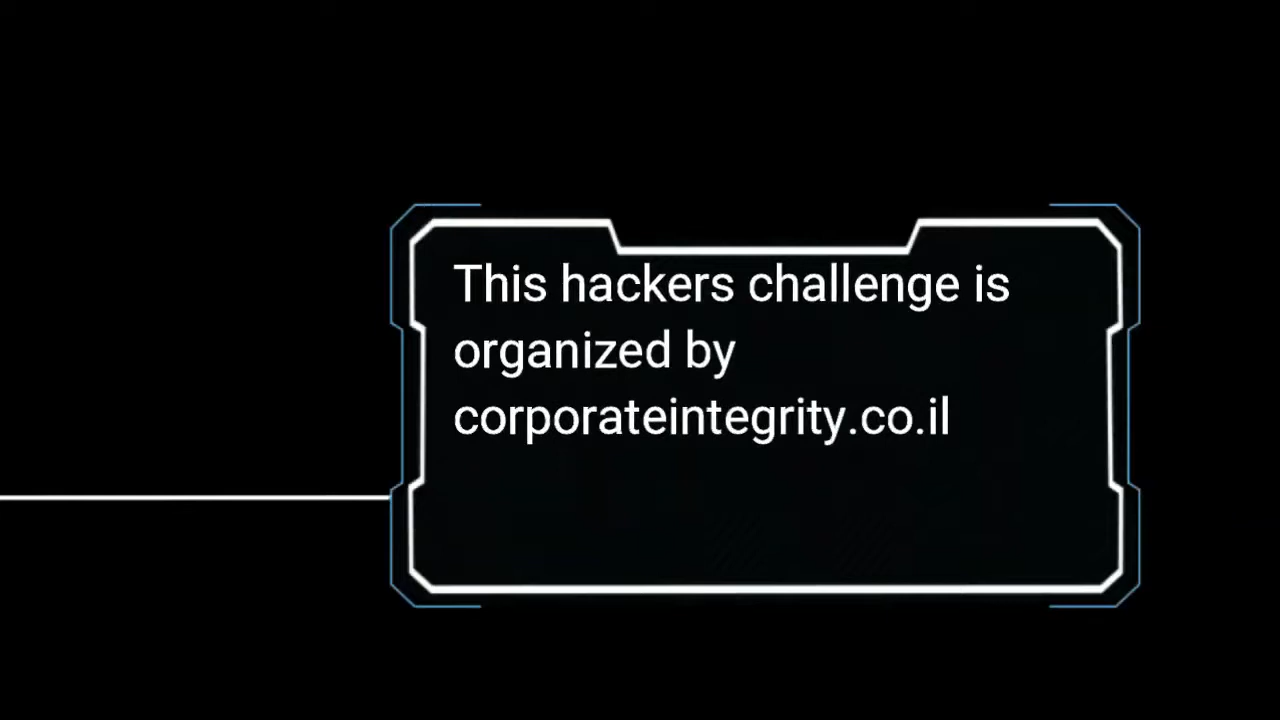 This hackers challenge is
organized by
corporateintegrity.co.il